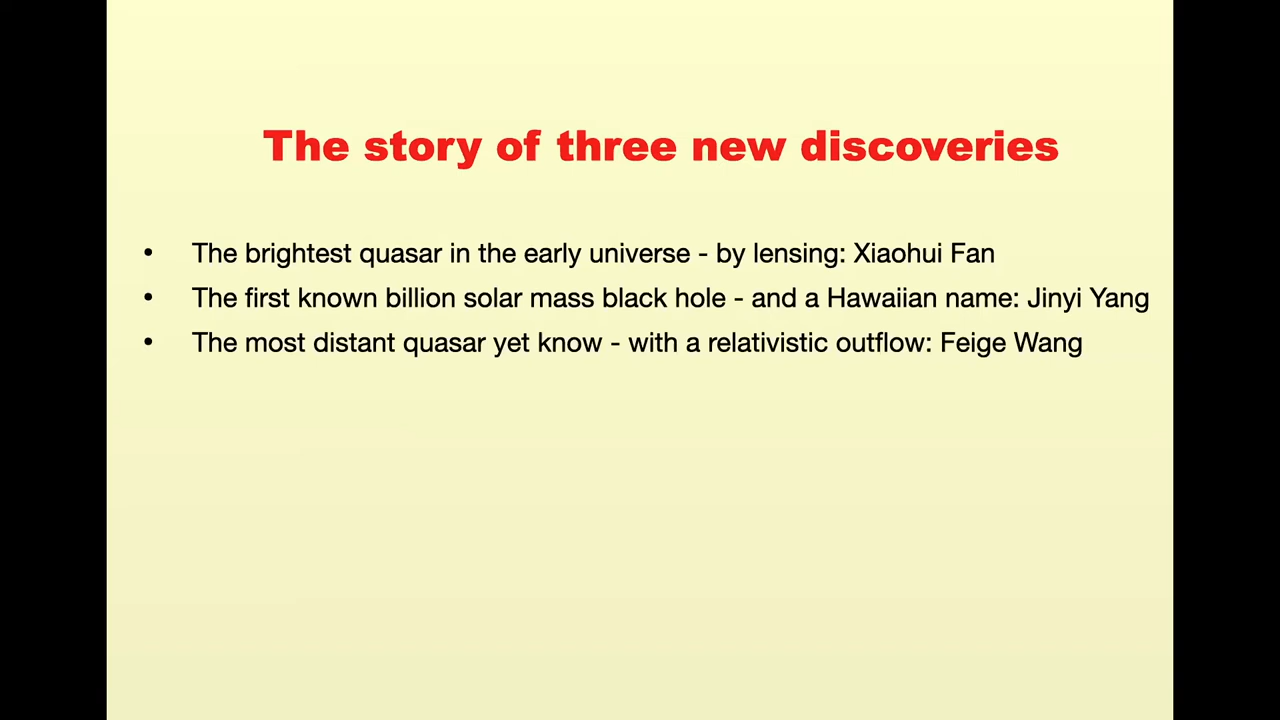 The story of three new discoveries
• The brightest quasar in the early universe - by lensing: Xiaohui Fan
• The first known billion solar mass black hole - and a Hawaiian name: Jinyi Yang
• The most distant quasar yet know - with a relativistic outflow: Feige Wang